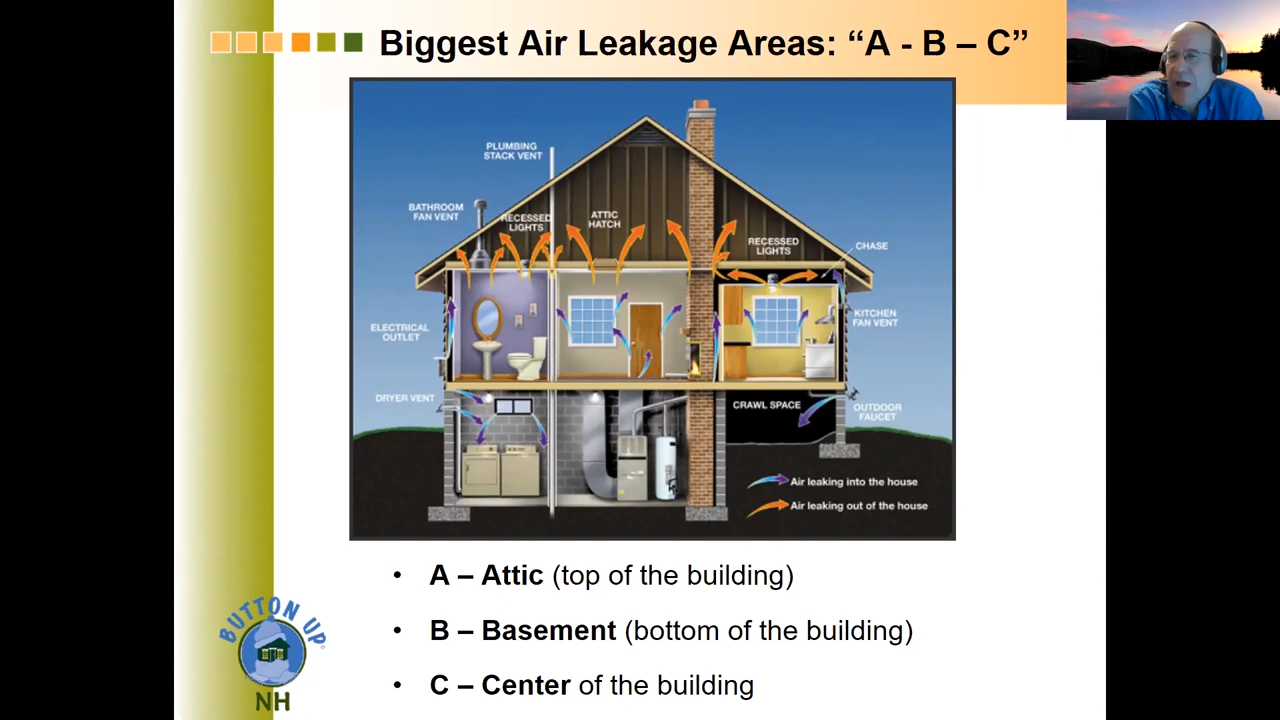 Biggest Air Leakage Areas: “A - B – C”
PLUMBING
STACK VENT
BATHROOM
FAN VENT
RECESSED
LIGHTS
ATTIC
HATCH
RECESSED
LIGHTS
CHASE
ELECTRICAL
OUTLET
KITCHEN
FAN VENT
DRYER VENT
CRAWL SPACE
OUTDOOR
FAUCET
Air leaking into the house
Air leaking out of the house
• A – Attic (top of the building)
• B – Basement (bottom of the building)
• C – Center of the building
BUTTON UP
NH